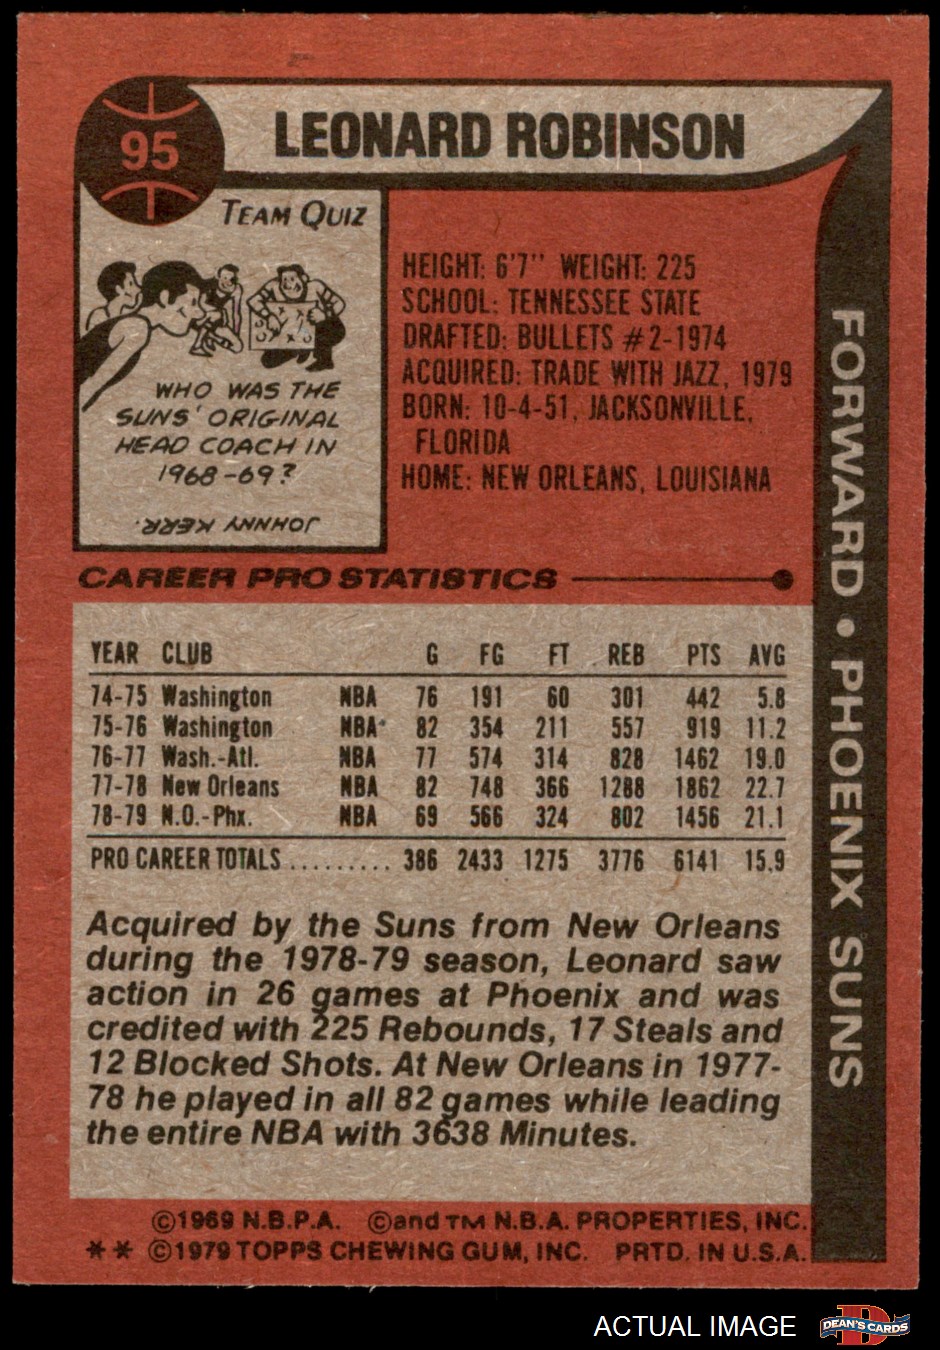 95
LEONARD ROBINSON
TEAM QUIZ
WHO WAS THE
SUNS' ORIGINAL
HEAD COACH IN
1968-69?
JOHNNY KERR.
HEIGHT: 6'7" WEIGHT: 225
SCHOOL: TENNESSEE STATE
DRAFTED: BULLETS #2-1974
ACQUIRED: TRADE WITH JAZZ, 1979
BORN: 10-4-51, JACKSONVILLE,
FLORIDA
HOME: NEW ORLEANS, LOUISIANA
FORWARD • PHOENIX SUNS
CAREER PRO STATISTICS
YEAR CLUB G FG FT REB PTS AVG
74-75 Washington NBA 76 191 60 301 442 5.8
75-76 Washington NBA 82 354 211 557 919 11.2
76-77 Wash.-Atl. NBA 77 574 314 828 1462 19.0
77-78 New Orleans NBA 82 748 366 1288 1862 22.7
78-79 N.O.-Phx. NBA 69 566 324 802 1456 21.1
PRO CAREER TOTALS ......... 386 2433 1275 3776 6141 15.9
Acquired by the Suns from New Orleans
during the 1978-79 season, Leonard saw
action in 26 games at Phoenix and was
credited with 225 Rebounds, 17 Steals and
12 Blocked Shots. At New Orleans in 1977-
78 he played in all 82 games while leading
the entire NBA with 3638 Minutes.
©1969 N.B.P.A. ©and TM N.B.A. PROPERTIES, INC.
** ©1979 TOPPS CHEWING GUM, INC. PRTD. IN U.S.A.
ACTUAL IMAGE
D
DEAN'S CARDS